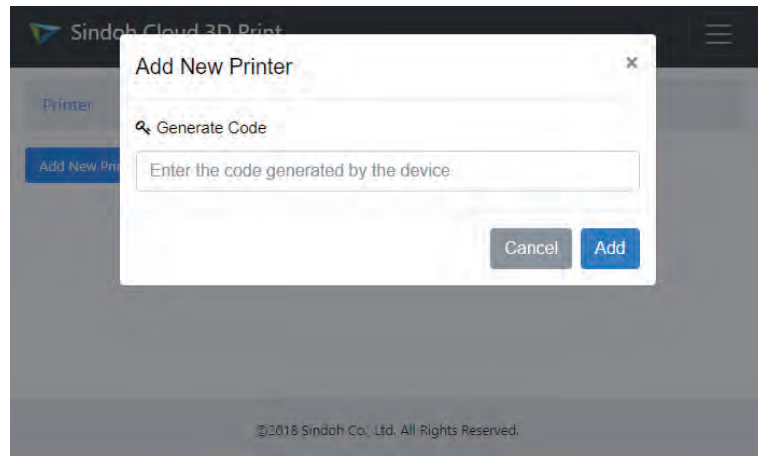 Sindoh Cloud 3D Print
Add New Printer
×
Printer
Generate Code
Add New Prin
Enter the code generated by the device
Cancel
Add
©2018 Sindoh Co., Ltd. All Rights Reserved.